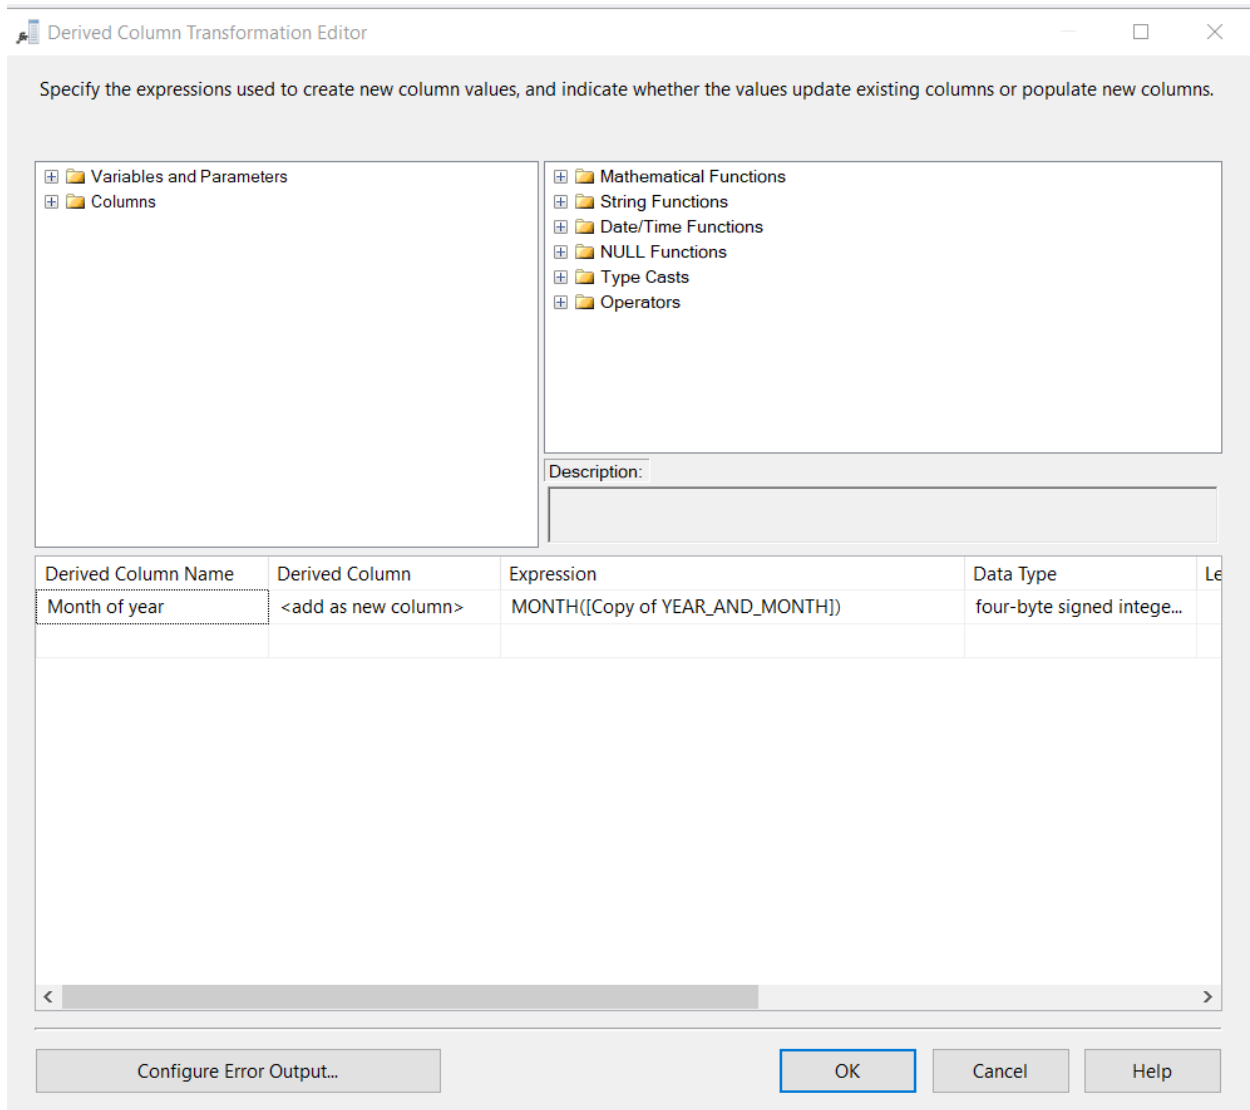 Derived Column Transformation Editor
Specify the expressions used to create new column values, and indicate whether the values update existing columns or populate new columns.
Variables and Parameters
Columns
Mathematical Functions
String Functions
Date/Time Functions
NULL Functions
Type Casts
Operators
Description:
Derived Column Name Derived Column Expression Data Type Le
Month of year <add as new column> MONTH([Copy of YEAR_AND_MONTH]) four-byte signed intege...
Configure Error Output... OK Cancel Help